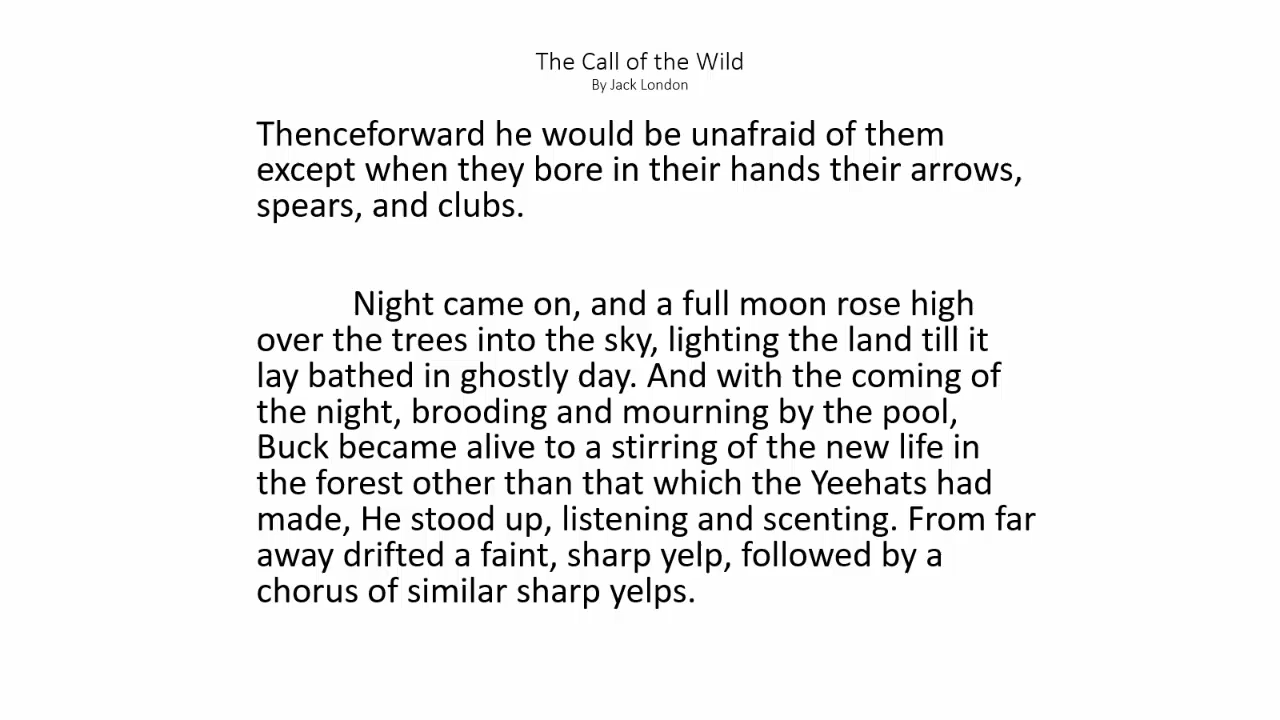 The Call of the Wild
By Jack London
Thenceforward he would be unafraid of them
except when they bore in their hands their arrows,
spears, and clubs.
Night came on, and a full moon rose high
over the trees into the sky, lighting the land till it
lay bathed in ghostly day. And with the coming of
the night, brooding and mourning by the pool,
Buck became alive to a stirring of the new life in
the forest other than that which the Yeehats had
made, He stood up, listening and scenting. From far
away drifted a faint, sharp yelp, followed by a
chorus of similar sharp yelps.